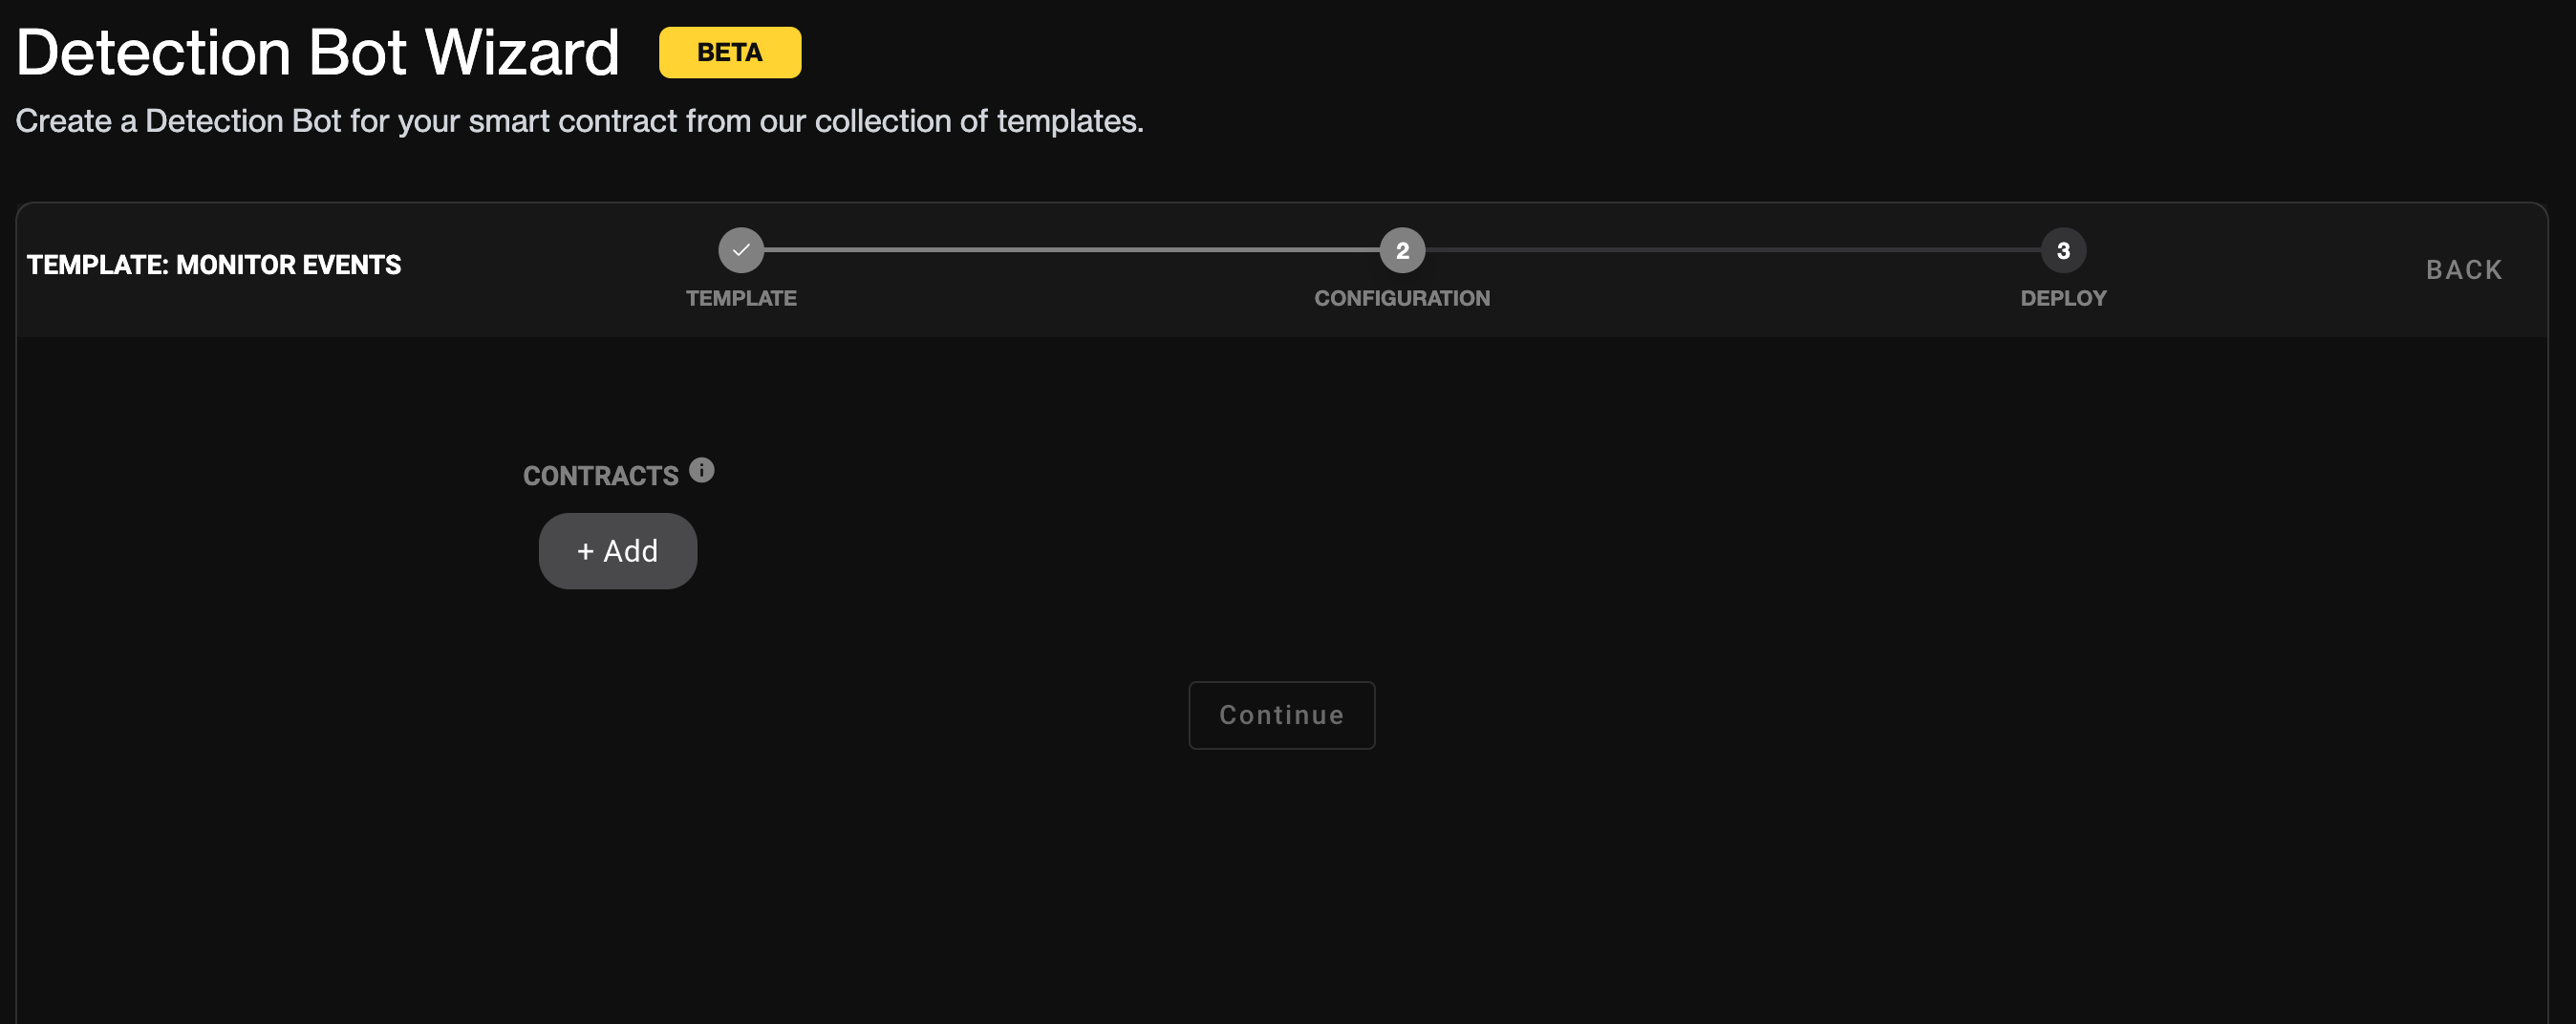 Detection Bot Wizard BETA
Create a Detection Bot for your smart contract from our collection of templates.
TEMPLATE: MONITOR EVENTS
2
3
TEMPLATE
CONFIGURATION
DEPLOY
BACK
CONTRACTS
+ Add
Continue